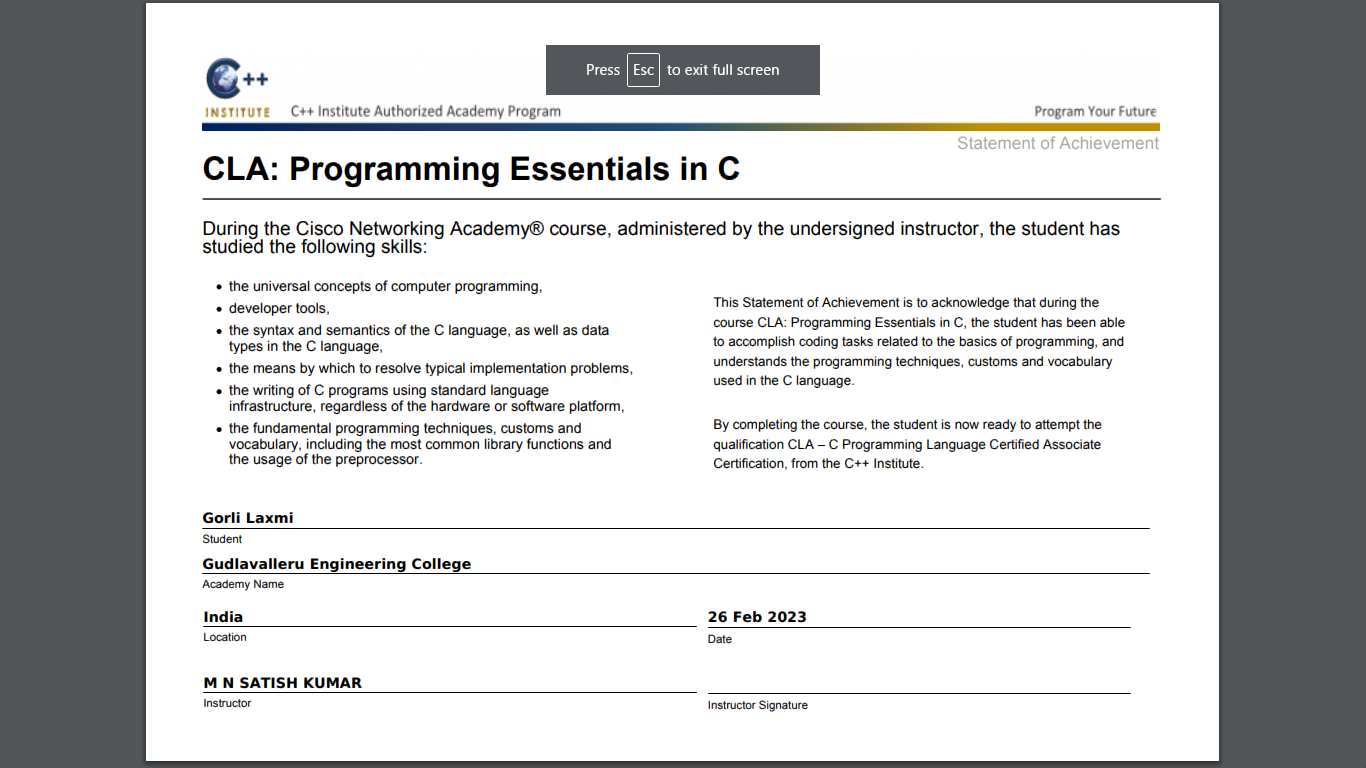 Press Esc to exit full screen
C++
INSTITUTE
C++ Institute Authorized Academy Program
Program Your Future
Statement of Achievement
CLA: Programming Essentials in C
During the Cisco Networking Academy® course, administered by the undersigned instructor, the student has
studied the following skills:
• the universal concepts of computer programming,
• developer tools,
• the syntax and semantics of the C language, as well as data
types in the C language,
• the means by which to resolve typical implementation problems,
• the writing of C programs using standard language
infrastructure, regardless of the hardware or software platform,
• the fundamental programming techniques, customs and
vocabulary, including the most common library functions and
the usage of the preprocessor.
This Statement of Achievement is to acknowledge that during the
course CLA: Programming Essentials in C, the student has been able
to accomplish coding tasks related to the basics of programming, and
understands the programming techniques, customs and vocabulary
used in the C language.
By completing the course, the student is now ready to attempt the
qualification CLA – C Programming Language Certified Associate
Certification, from the C++ Institute.
Gorli Laxmi
Student
Gudlavalleru Engineering College
Academy Name
India
Location
26 Feb 2023
Date
M N SATISH KUMAR
Instructor
Instructor Signature